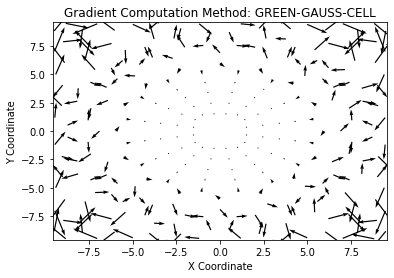 Gradient Computation Method: GREEN-GAUSS-CELL
7.5
5.0
2.5
0.0
−2.5
−5.0
−7.5
Y Coordinate
−7.5 −5.0 −2.5 0.0 2.5 5.0 7.5
X Coordinate